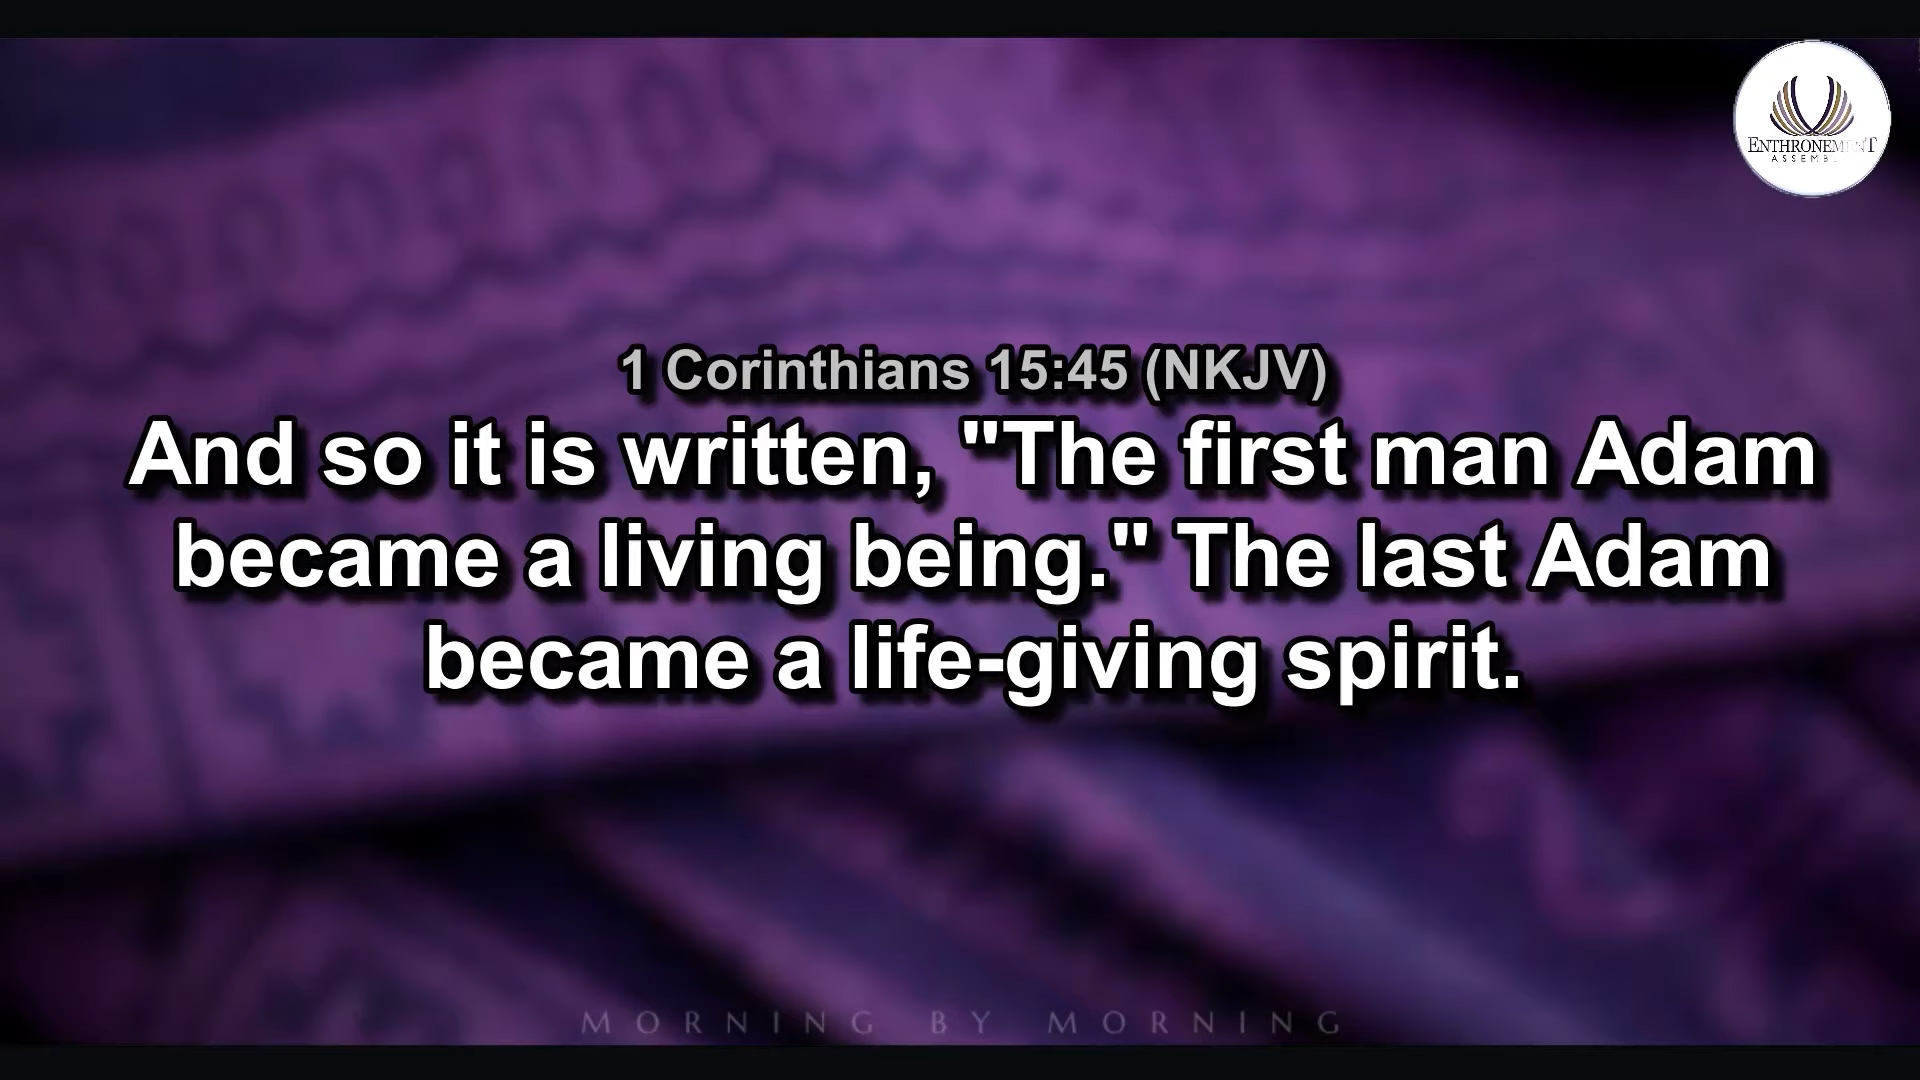 ENTHRONEMENT
1 Corinthians 15:45 (NKJV)
And so it is written, "The first man Adam
became a living being." The last Adam
became a life-giving spirit.
MORNING BY MORNING